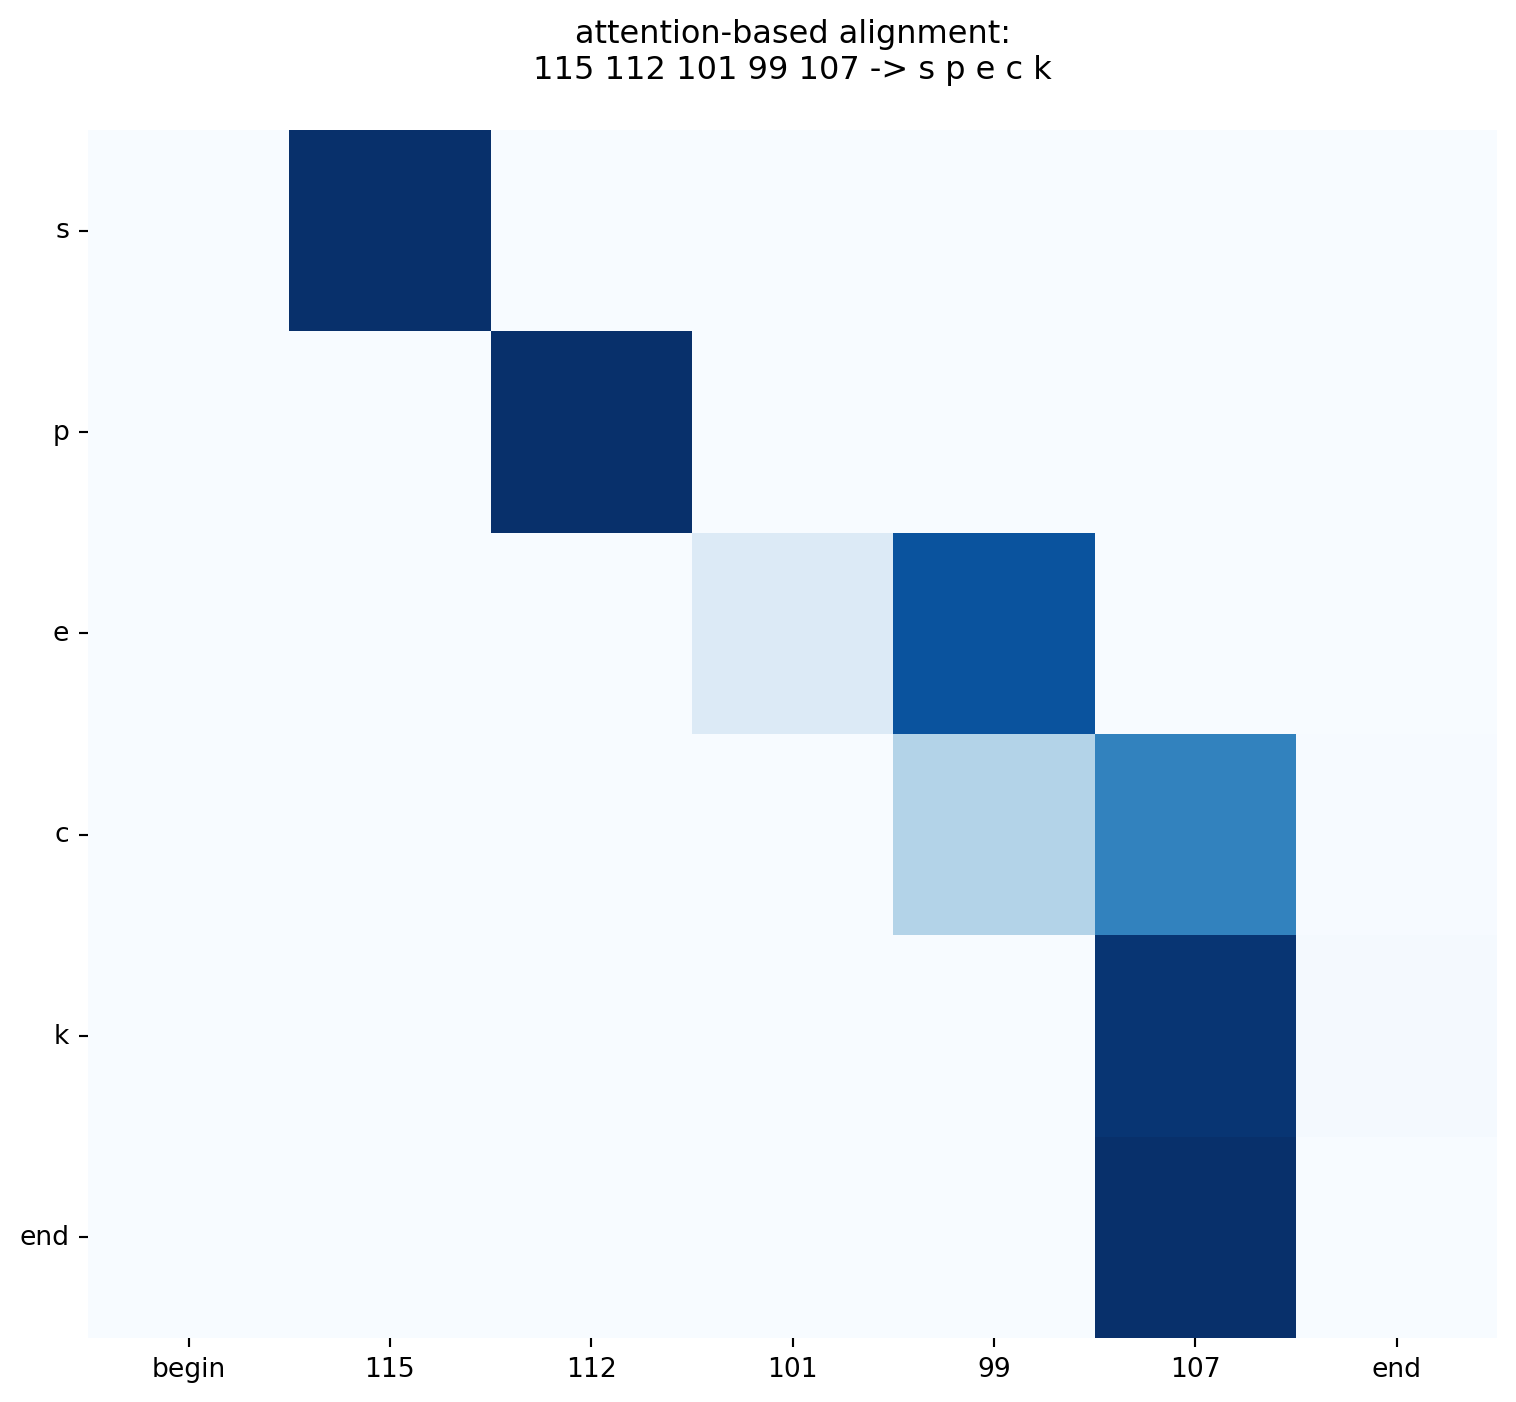 attention-based alignment:
115 112 101 99 107 -> s p e c k
s
p
e
c
k
end
begin 115 112 101 99 107 end